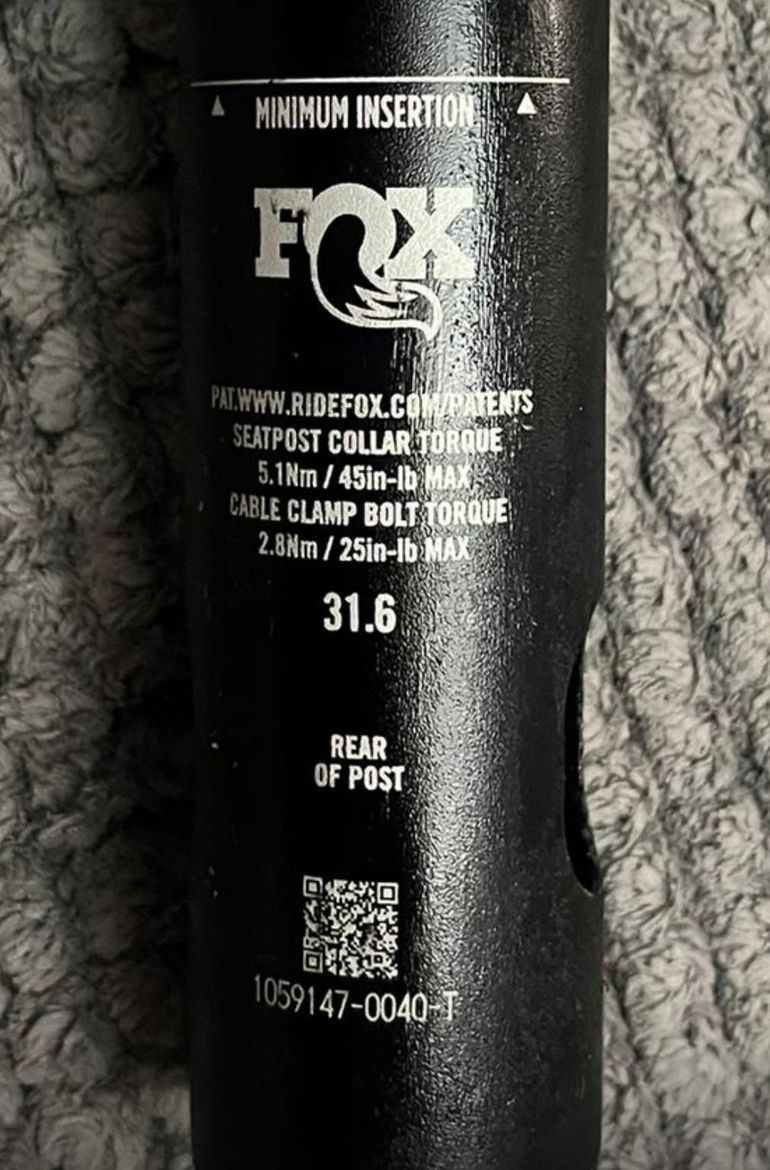 MINIMUM INSERTION
FOX
PAT.WWW.RIDEFOX.COM/PATENTS
SEATPOST COLLAR TORQUE
5.1Nm / 45in-lb MAX
CABLE CLAMP BOLT TORQUE
2.8Nm / 25in-lb MAX
31.6
REAR
OF POST
1059147-0040-T